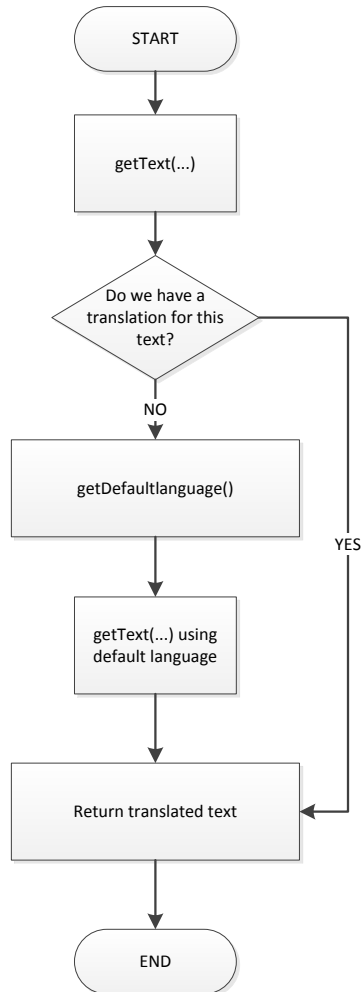 START
getText(...)
Do we have a
translation for this
text?
NO
getDefaultlanguage()
YES
getText(...) using
default language
Return translated text
END